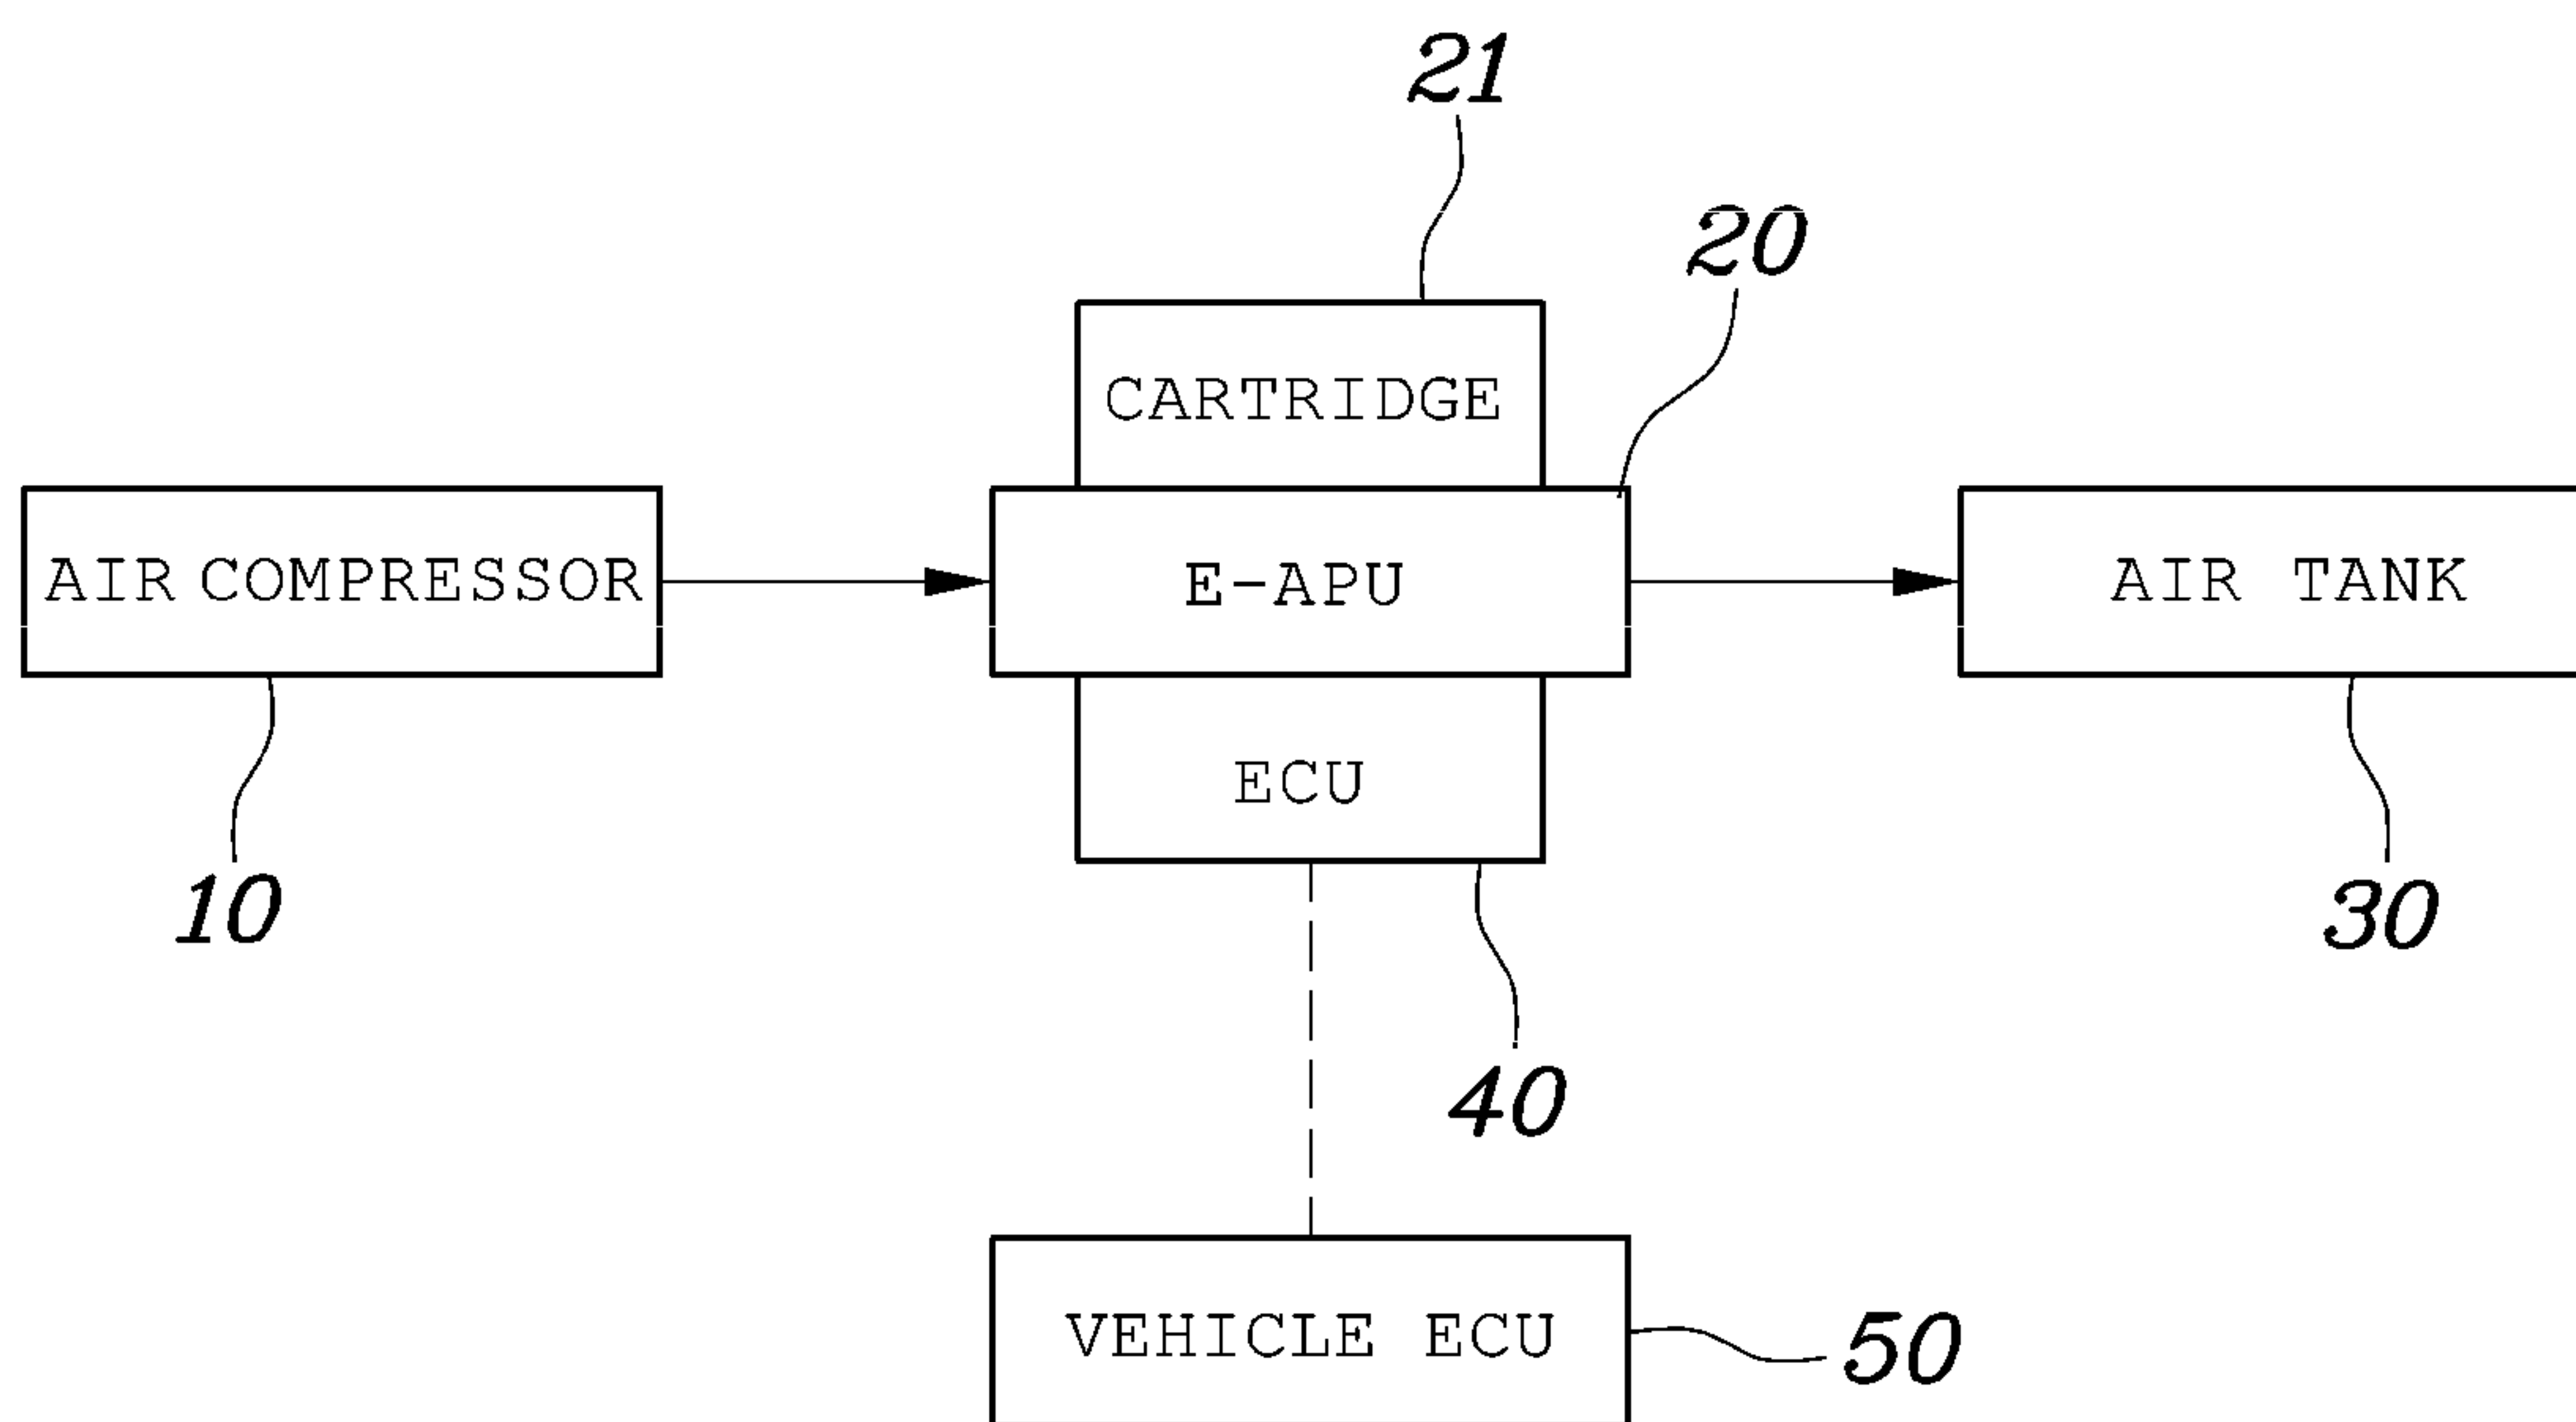 21
20
CARTRIDGE
AIR COMPRESSOR
E-APU
AIR TANK
ECU
10
30
40
VEHICLE ECU
50